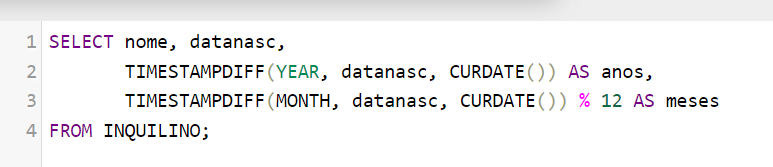 1 SELECT nome, datanasc,
2 TIMESTAMPDIFF(YEAR, datanasc, CURDATE()) AS anos,
3 TIMESTAMPDIFF(MONTH, datanasc, CURDATE()) % 12 AS meses
4 FROM INQUILINO;